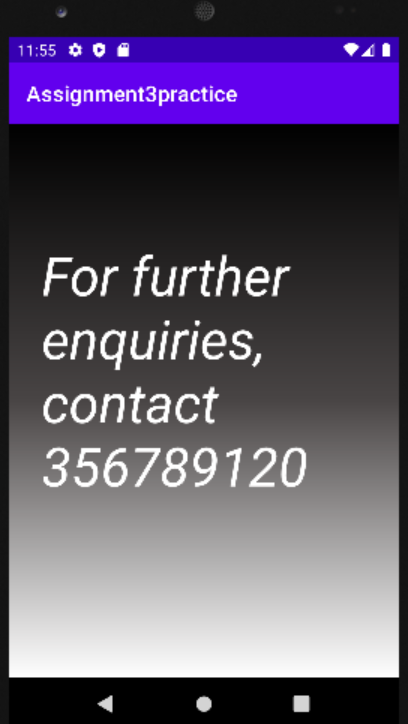 11:55
Assignment3practice
For further
enquiries,
contact
356789120